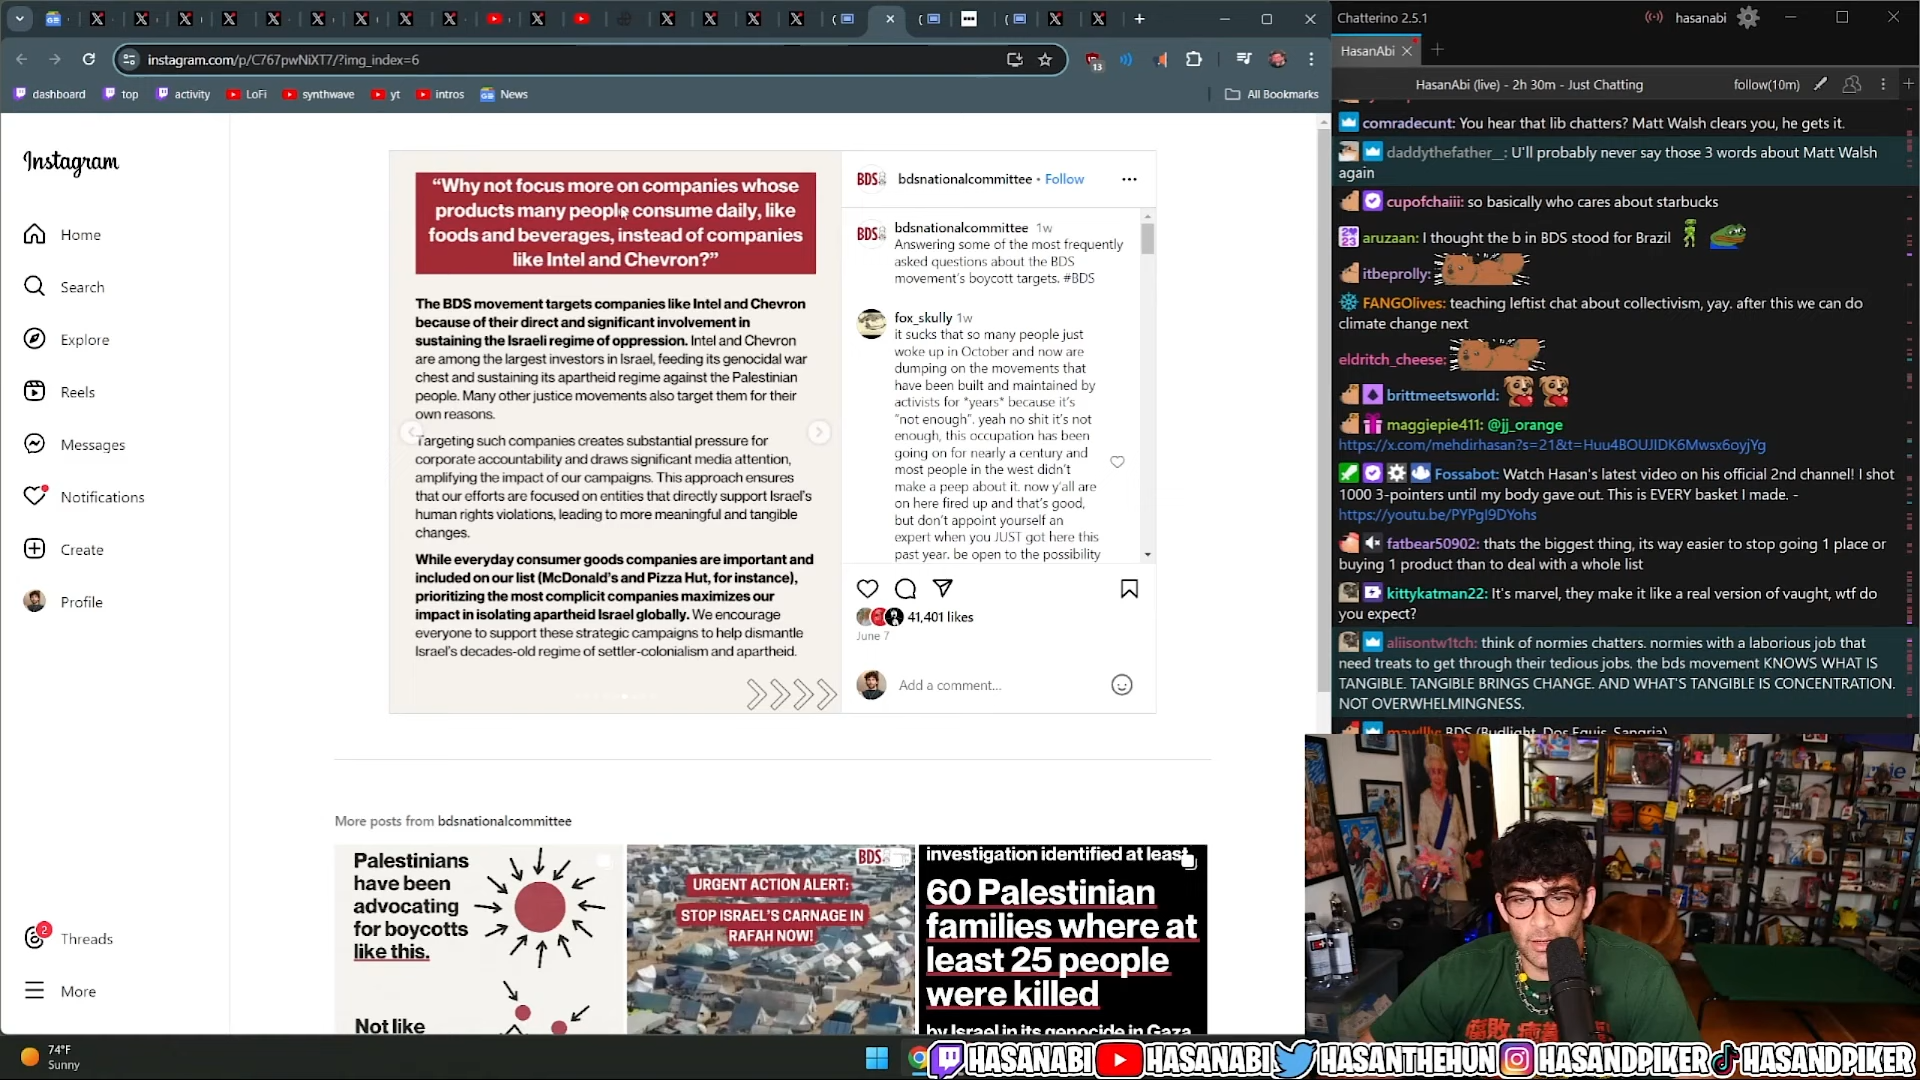 instagram.com/p/C767pwNiXT7/?img_index=6
13
dashboard
top
activity
LoFi
synthwave
yt
intros
News
All Bookmarks
Instagram
Home
Search
Explore
Reels
Messages
Notifications
Create
Profile
2
Threads
More
“Why not focus more on companies whose
products many people consume daily, like
foods and beverages, instead of companies
like Intel and Chevron?”
The BDS movement targets companies like Intel and Chevron
because of their direct and significant involvement in
sustaining the Israeli regime of oppression. Intel and Chevron
are among the largest investors in Israel, feeding its genocidal war
chest and sustaining its apartheid regime against the Palestinian
people. Many other justice movements also target them for their
own reasons.
Targeting such companies creates substantial pressure for
corporate accountability and draws significant media attention,
amplifying the impact of our campaigns. This approach ensures
that our efforts are focused on entities that directly support Israel’s
human rights violations, leading to more meaningful and tangible
changes.
While everyday consumer goods companies are important and
included on our list (McDonald’s and Pizza Hut, for instance),
prioritizing the most complicit companies maximizes our
impact in isolating apartheid Israel globally. We encourage
everyone to support these strategic campaigns to help dismantle
Israel’s decades-old regime of settler-colonialism and apartheid.
BDS
bdsnationalcommittee • Follow
BDS
bdsnationalcommittee 1w
Answering some of the most frequently
asked questions about the BDS
movement’s boycott targets. #BDS
fox_skully 1w
it sucks that so many people just
woke up in October and now are
dumping on the movements that
have been built and maintained by
activists for *years* because it’s
“not enough”. yeah no shit it’s not
enough, this occupation has been
going on for nearly a century and
most people in the west didn’t
make a peep about it. now y’all are
on here fired up and that’s good,
but don’t appoint yourself an
expert when you JUST got here this
past year. be open to the possibility
41,401 likes
June 7
Add a comment...
More posts from bdsnationalcommittee
Palestinians
have been
advocating
for boycotts
like this.
Not like
BDS
URGENT ACTION ALERT:
STOP ISRAEL’S CARNAGE IN
RAFAH NOW!
investigation identified at least
60 Palestinian
families where at
least 25 people
were killed
by Israel in its genocide in Gaza
Chatterino 2.5.1
hasanabi
HasanAbi
HasanAbi (live) - 2h 30m - Just Chatting
follow(10m)
comradecunt: You hear that lib chatters? Matt Walsh clears you, he gets it.
daddythefather__: U'll probably never say those 3 words about Matt Walsh
again
cupofchaiii: so basically who cares about starbucks
aruzaan: I thought the b in BDS stood for Brazil
itbeprolly:
FANGOlives: teaching leftist chat about collectivism, yay. after this we can do
climate change next
eldritch_cheese:
brittmeetsworld:
maggiepie411: @jj_orange
https://x.com/mehdirhasan?s=21&t=Huu4BOUJIDK6Mwsx6oyjYg
Fossabot: Watch Hasan's latest video on his official 2nd channel! I shot
1000 3-pointers until my body gave out. This is EVERY basket I made. -
https://youtu.be/PYPgI9DYohs
fatbear50902: thats the biggest thing, its way easier to stop going 1 place or
buying 1 product than to deal with a whole list
kittykatman22: It's marvel, they make it like a real version of vaught, wtf do
you expect?
aliisontw1tch: think of normies chatters. normies with a laborious job that
need treats to get through their tedious jobs. the bds movement KNOWS WHAT IS
TANGIBLE. TANGIBLE BRINGS CHANGE. AND WHAT'S TANGIBLE IS CONCENTRATION.
NOT OVERWHELMINGNESS.
mawllly: BDS (Budlight, Dos Equis, Sangria)
74°F
Sunny
HASANABI
HASANABI
HASANTHEHUN
HASANDPIKER
HASANDPIKER